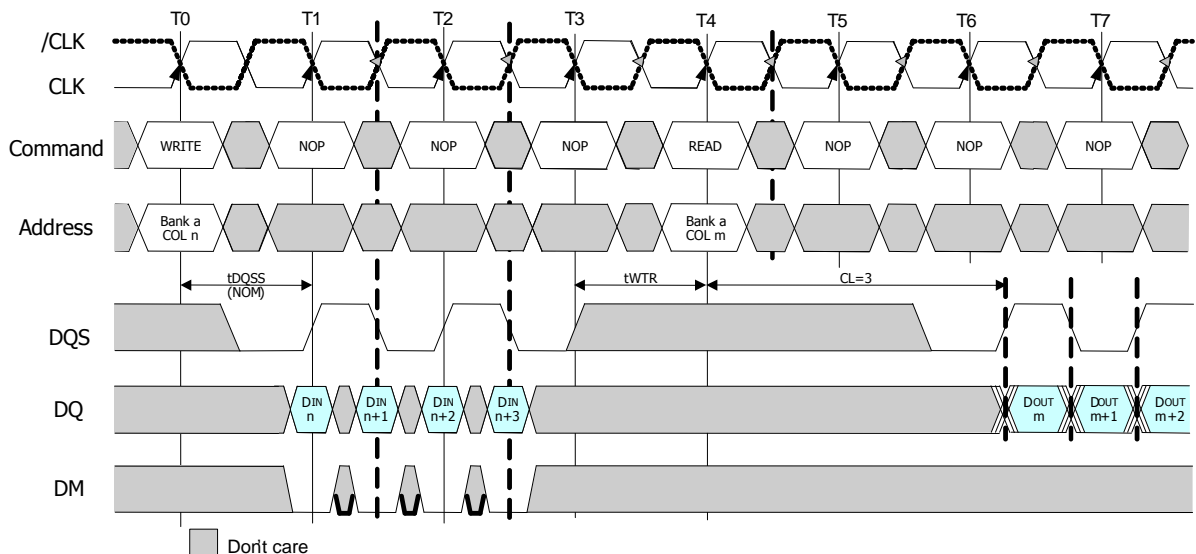 T0 T1 T2 T3 T4 T5 T6 T7
/CLK
CLK
Command WRITE NOP NOP NOP READ NOP NOP NOP
Address
Bank a
COL n
Bank a
COL m
tDQSS
(NOM)
tWTR
CL=3
DQS
DQ
DIN
n
DIN
n+1
DIN
n+2
DIN
n+3
DOUT
m
DOUT
m+1
DOUT
m+2
DM
Don't care